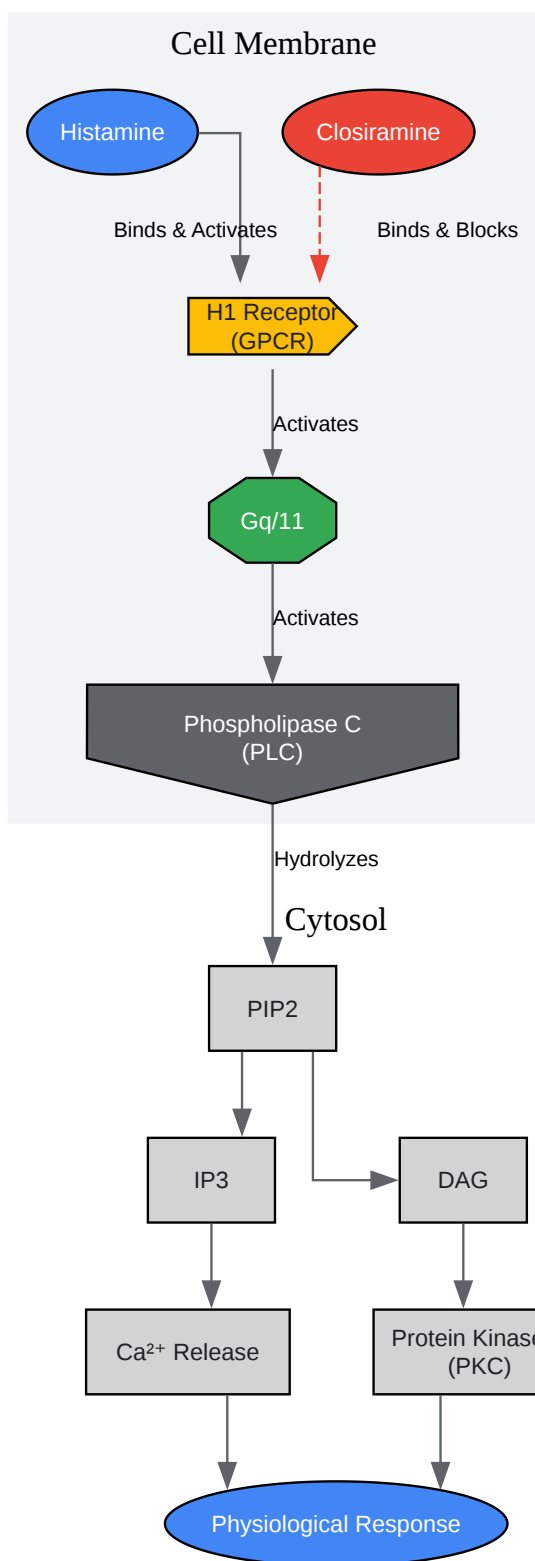 Cell Membrane
Histamine
Closiramine
Binds & Activates
Binds & Blocks
H1 Receptor
(GPCR)
Activates
Gq/11
Activates
Phospholipase C
(PLC)
Hydrolyzes
Cytosol
PIP2
IP3
DAG
Ca²⁺ Release
Protein Kinase
(PKC)
Physiological Response